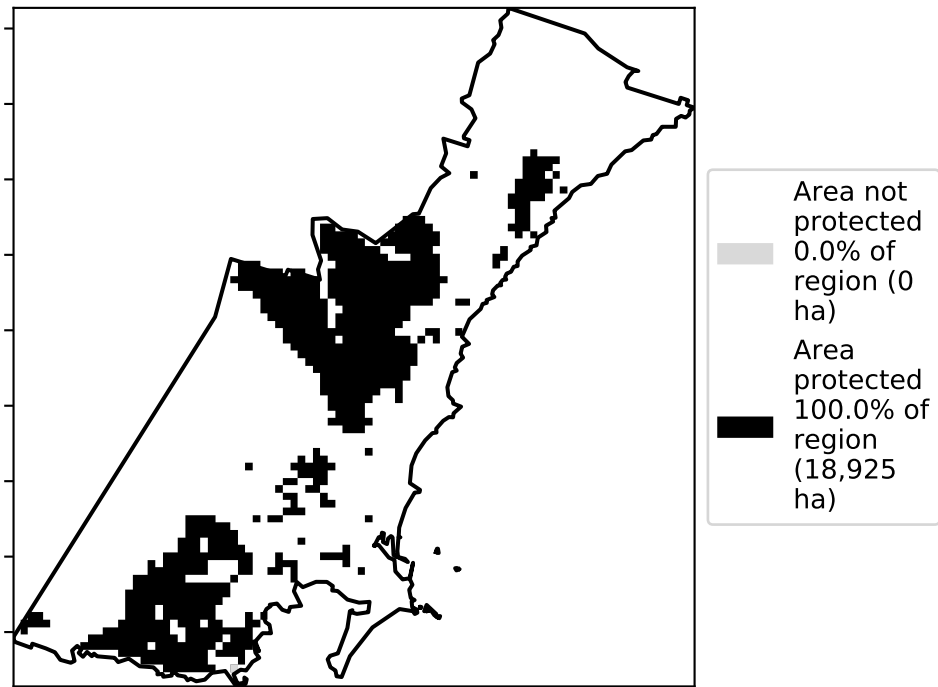 Area not
protected
0.0% of
region (0
ha)
Area
protected
100.0% of
region
(18,925
ha)